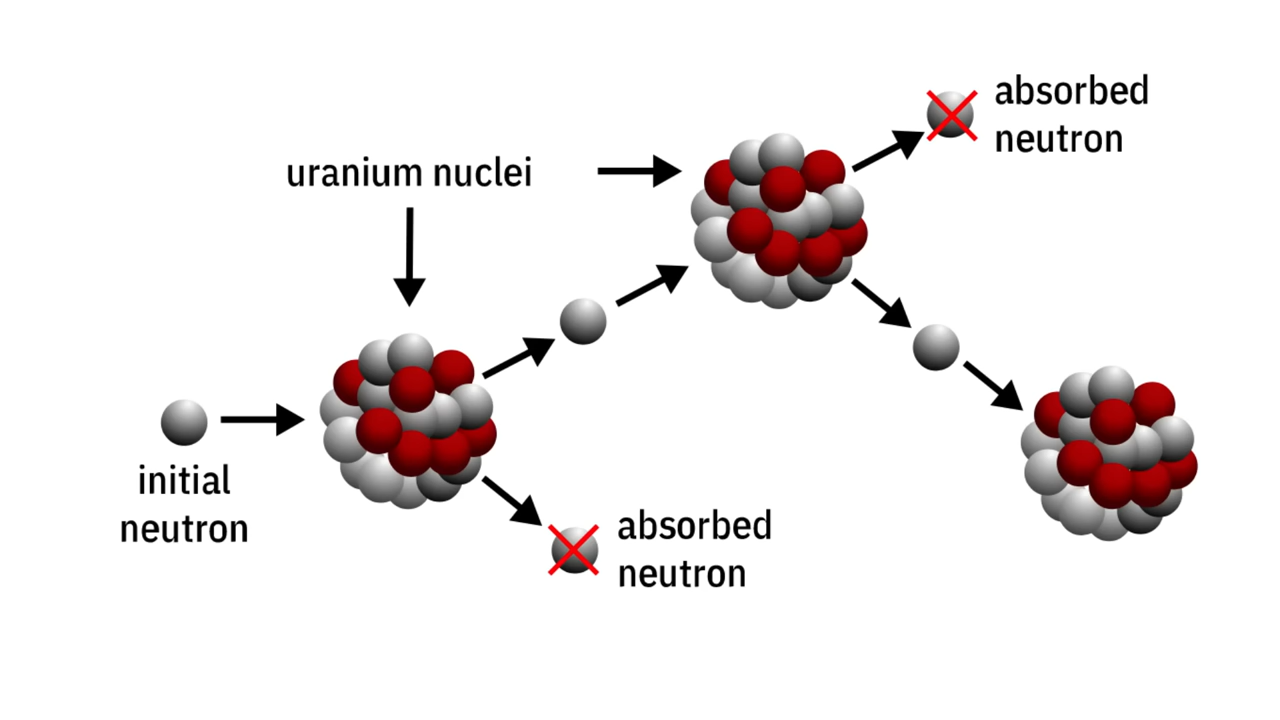 absorbed
neutron
uranium nuclei
initial
neutron
absorbed
neutron